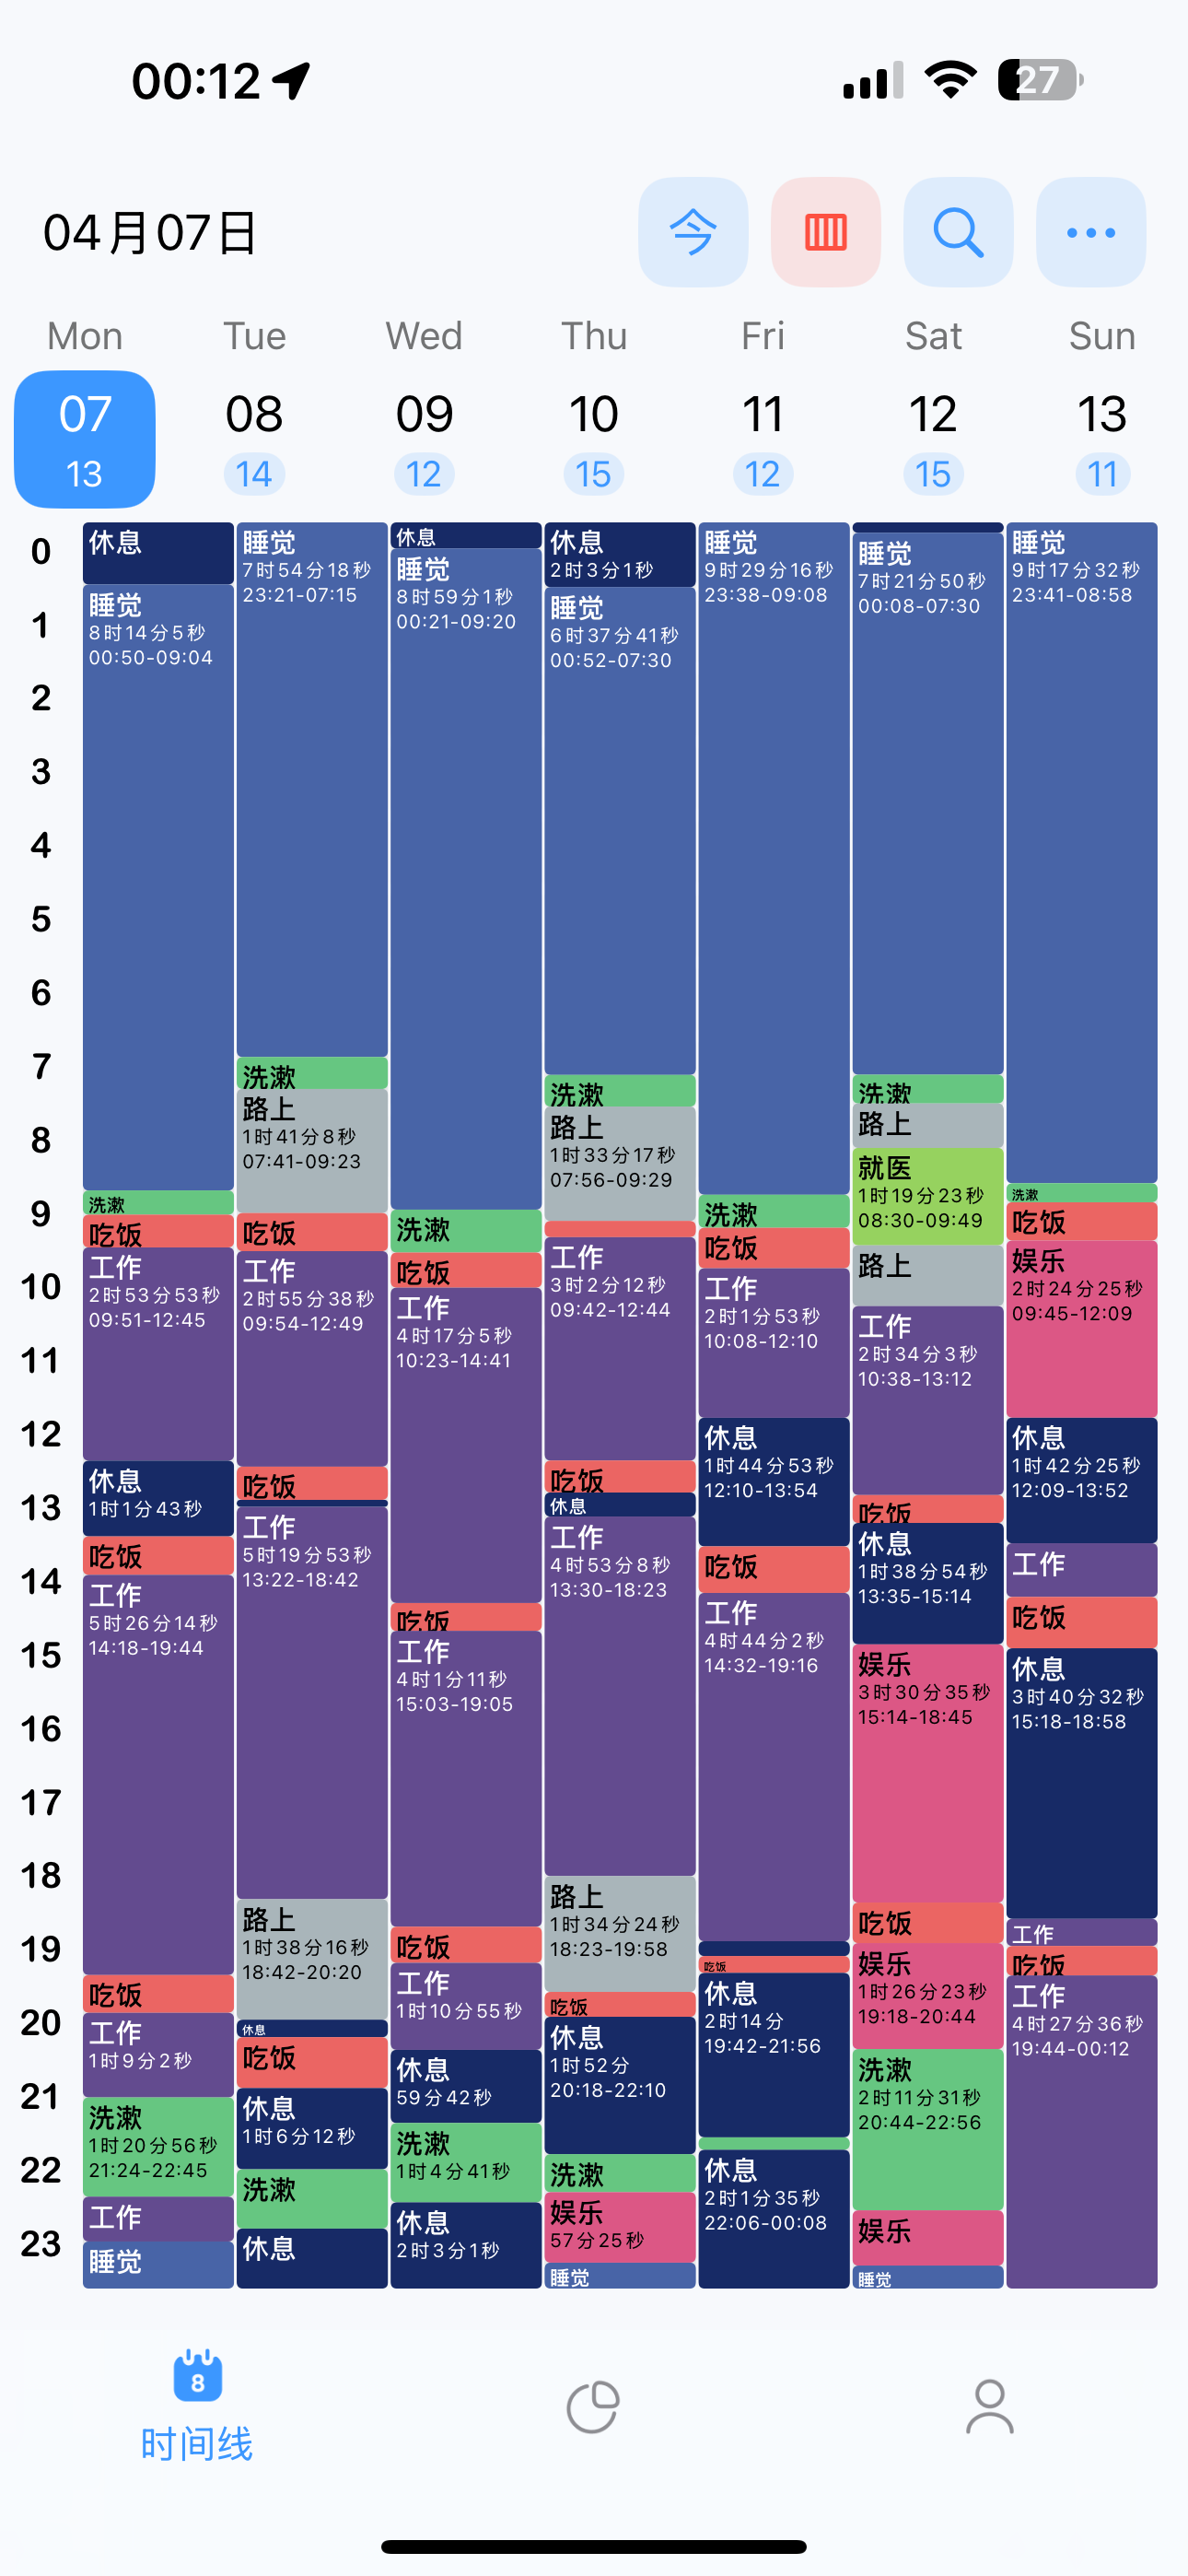 00:12
27
04月07日
今
Mon Tue Wed Thu Fri Sat Sun
07 08 09 10 11 12 13
13 14 12 15 12 15 11
0
1
2
3
4
5
6
7
8
9
10
11
12
13
14
15
16
17
18
19
20
21
22
23
休息
睡觉
8时14分5秒
00:50-09:04
洗漱
吃饭
工作
2时53分53秒
09:51-12:45
休息
1时1分43秒
吃饭
工作
5时26分14秒
14:18-19:44
吃饭
工作
1时9分2秒
洗漱
1时20分56秒
21:24-22:45
工作
睡觉
睡觉
7时54分18秒
23:21-07:15
洗漱
路上
1时41分8秒
07:41-09:23
吃饭
工作
2时55分38秒
09:54-12:49
吃饭
工作
5时19分53秒
13:22-18:42
路上
1时38分16秒
18:42-20:20
休息
吃饭
休息
1时6分12秒
洗漱
休息
休息
睡觉
8时59分1秒
00:21-09:20
洗漱
吃饭
工作
4时17分5秒
10:23-14:41
吃饭
工作
4时1分11秒
15:03-19:05
吃饭
工作
1时10分55秒
休息
59分42秒
洗漱
1时4分41秒
休息
2时3分1秒
休息
2时3分1秒
睡觉
6时37分41秒
00:52-07:30
洗漱
路上
1时33分17秒
07:56-09:29
工作
3时2分12秒
09:42-12:44
吃饭
休息
工作
4时53分8秒
13:30-18:23
路上
1时34分24秒
18:23-19:58
吃饭
休息
1时52分
20:18-22:10
洗漱
娱乐
57分25秒
睡觉
睡觉
9时29分16秒
23:38-09:08
洗漱
吃饭
工作
2时1分53秒
10:08-12:10
休息
1时44分53秒
12:10-13:54
吃饭
工作
4时44分2秒
14:32-19:16
吃饭
休息
2时14分
19:42-21:56
休息
2时1分35秒
22:06-00:08
睡觉
7时21分50秒
00:08-07:30
洗漱
路上
就医
1时19分23秒
08:30-09:49
路上
工作
2时34分3秒
10:38-13:12
吃饭
休息
1时38分54秒
13:35-15:14
娱乐
3时30分35秒
15:14-18:45
吃饭
娱乐
1时26分23秒
19:18-20:44
洗漱
2时11分31秒
20:44-22:56
娱乐
睡觉
睡觉
9时17分32秒
23:41-08:58
洗漱
吃饭
娱乐
2时24分25秒
09:45-12:09
休息
1时42分25秒
12:09-13:52
工作
吃饭
休息
3时40分32秒
15:18-18:58
工作
吃饭
工作
4时27分36秒
19:44-00:12
8
时间线